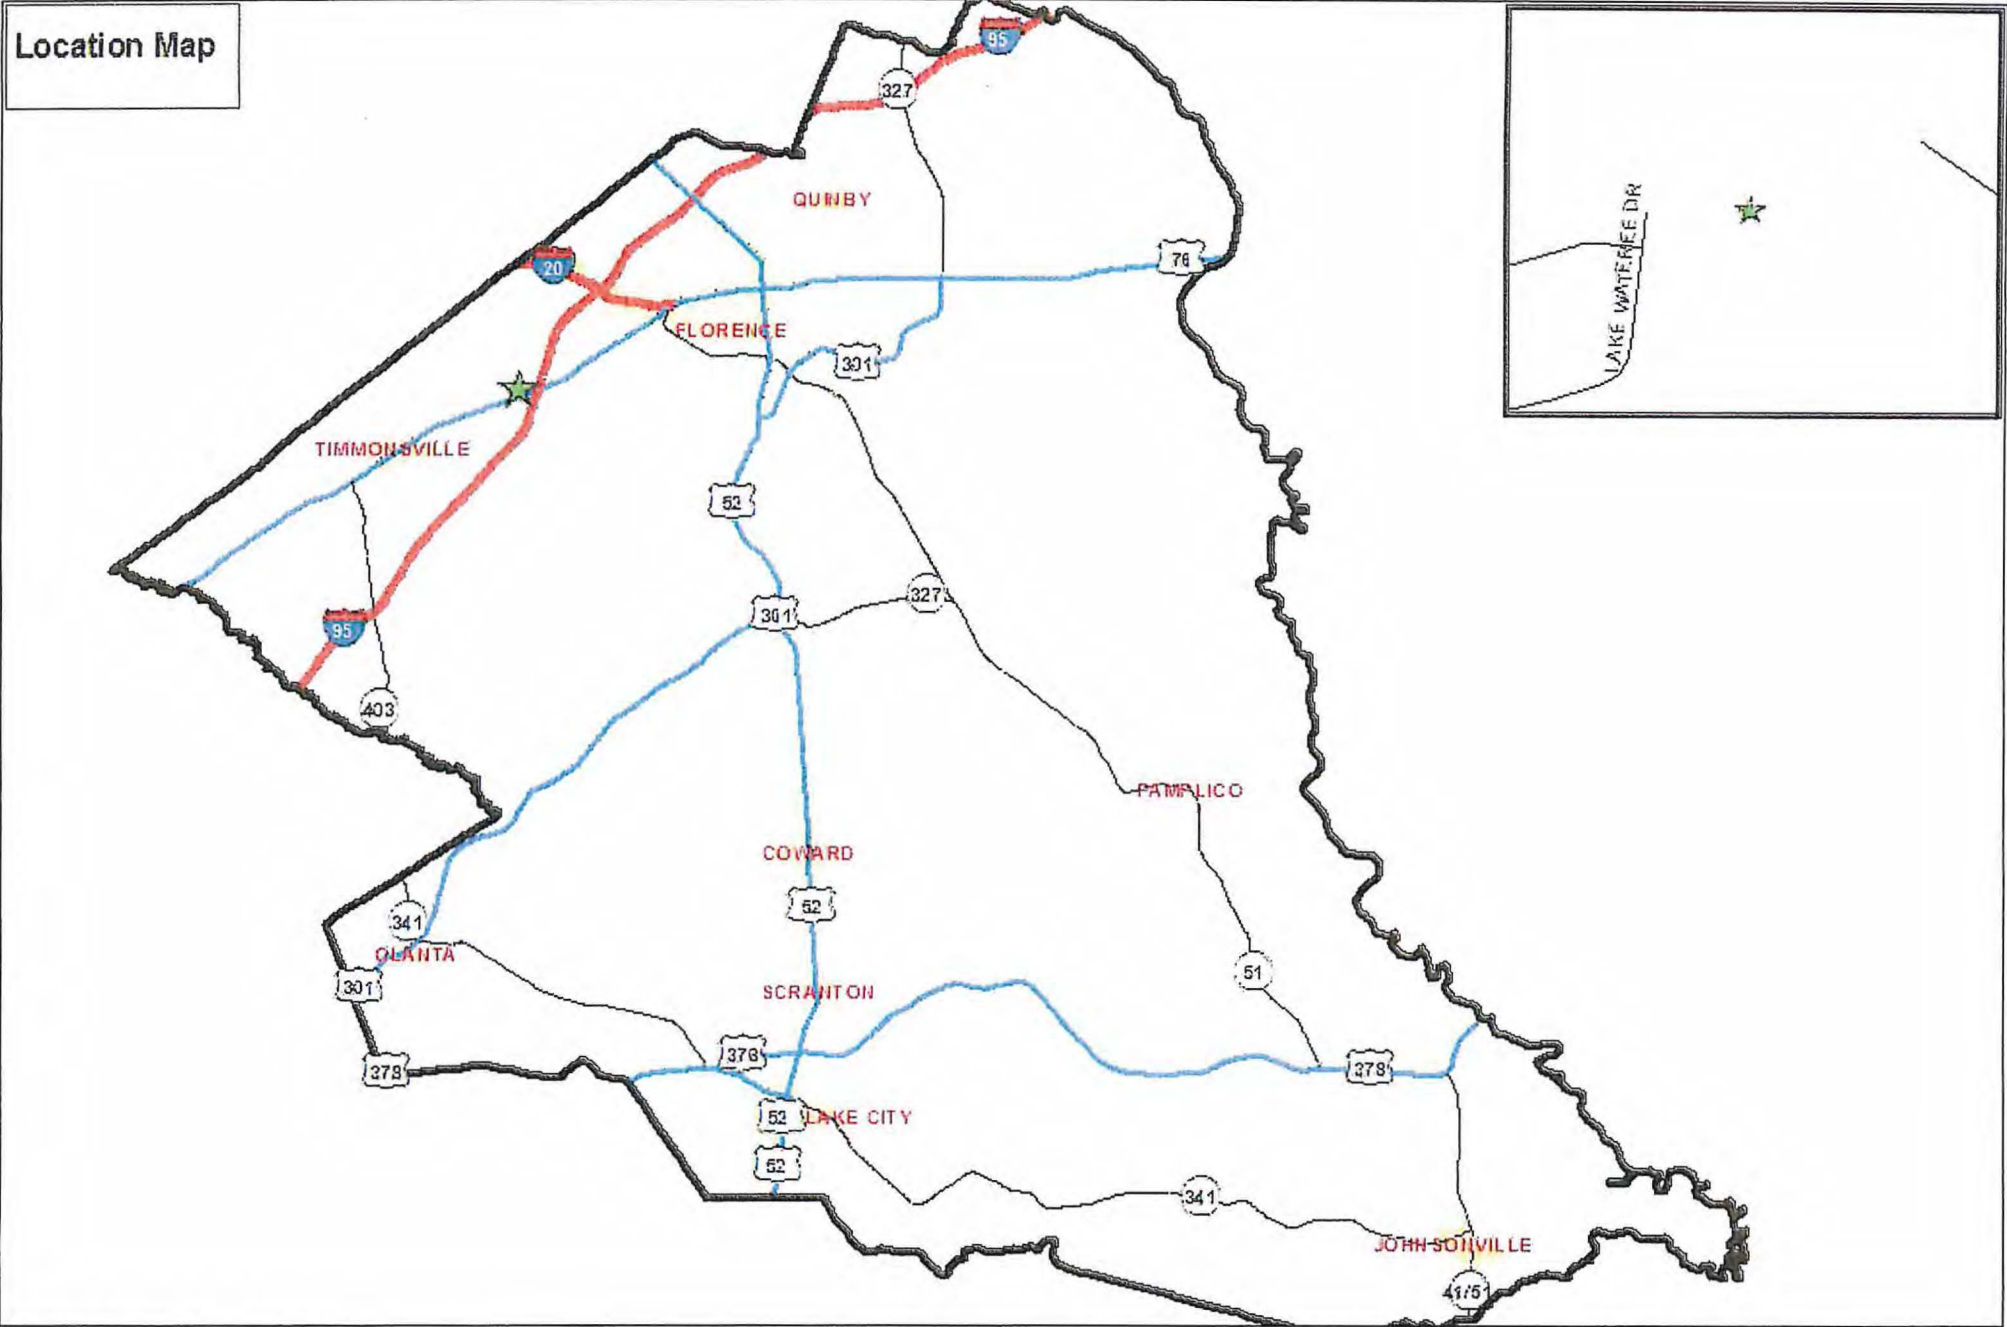 Location Map
95
327
QUINBY
LAKE WATEREE DR
20
76
FLORENCE
301
TIMMONSVILLE
52
327
301
95
403
PAMPLICO
COWARD
52
341
OLANTA
51
301
SCRANTON
378
378
378
52
LAKE CITY
52
341
JOHNSONVILLE
41/51